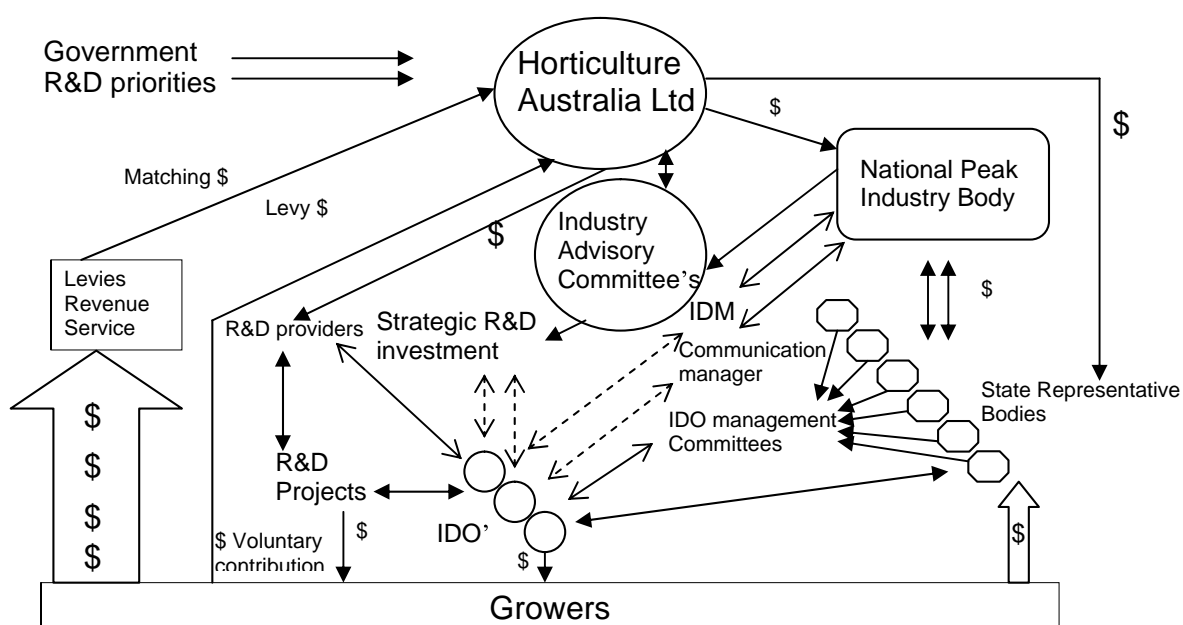 Government
R&D priorities
Horticulture
Australia Ltd
$
$
Matching $
Levy $
National Peak
Industry Body
$
Industry
Advisory
Committee's
Levies
Revenue
Service
R&D providers
Strategic R&D
investment
IDM
$
Communication
manager
State Representative
Bodies
IDO management
Committees
$
$
$
$
R&D
Projects
IDO'
$ Voluntary
contribution
$
$
$
Growers